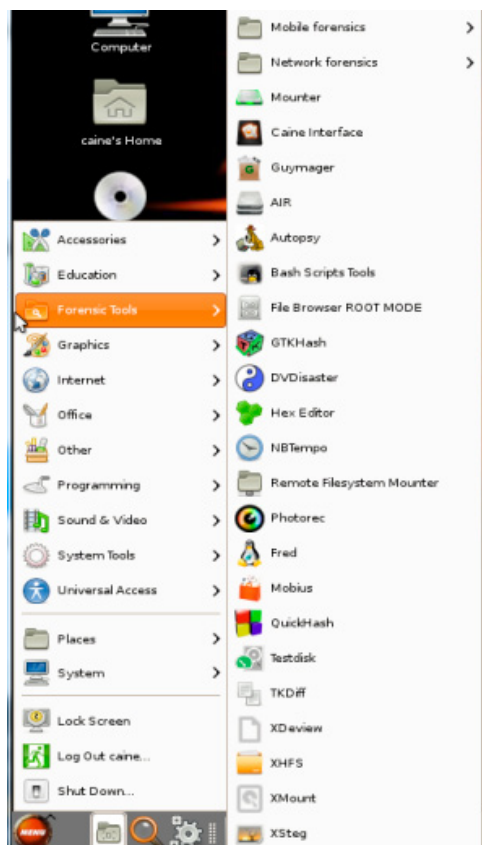 Computer
caine's Home
Accessories
Education
Forensic Tools
Graphics
Internet
Office
Other
Programming
Sound & Video
System Tools
Universal Access
Places
System
Lock Screen
Log Out caine...
Shut Down...
MENU
Mobile forensics
Network forensics
Mounter
Caine Interface
Guymager
AIR
Autopsy
Bash Scripts Tools
File Browser ROOT MODE
GTKHash
DVDisaster
Hex Editor
NBTempo
Remote Filesystem Mounter
Photorec
Fred
Mobius
QuickHash
Testdisk
TKDiff
XDeview
XHFS
XMount
XSteg